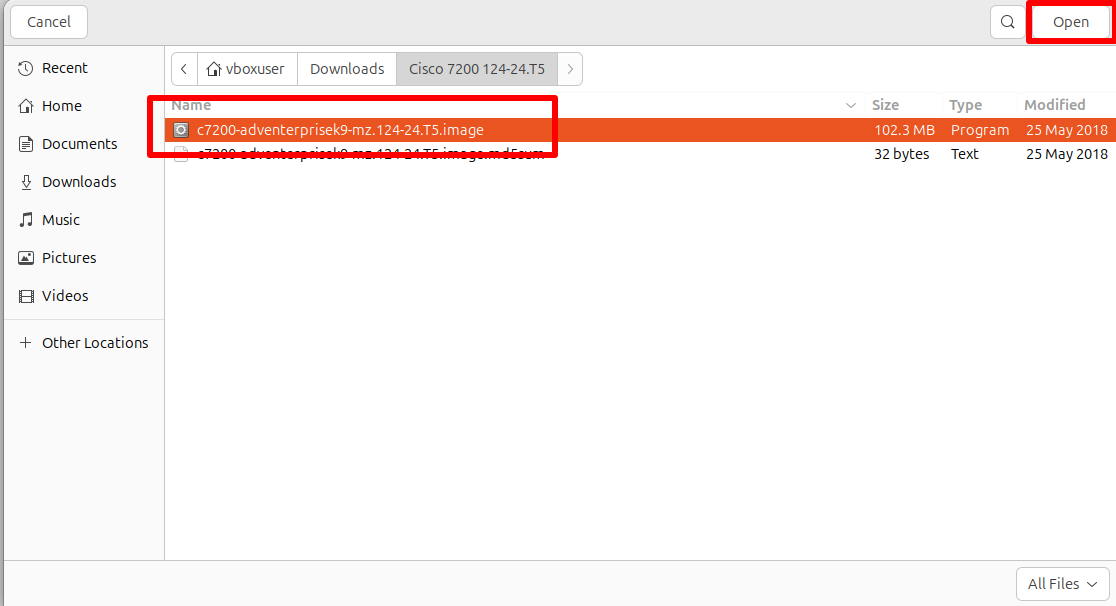 Cancel
Open
Recent
Home
Documents
Downloads
Music
Pictures
Videos
Other Locations
vboxuser Downloads Cisco 7200 124-24.T5
Name Size Type Modified
c7200-adventerprisek9-mz.124-24.T5.image 102.3 MB Program 25 May 2018
c7200-adventerprisek9-mz.124-24.T5.image.md5sum 32 bytes Text 25 May 2018
All Files